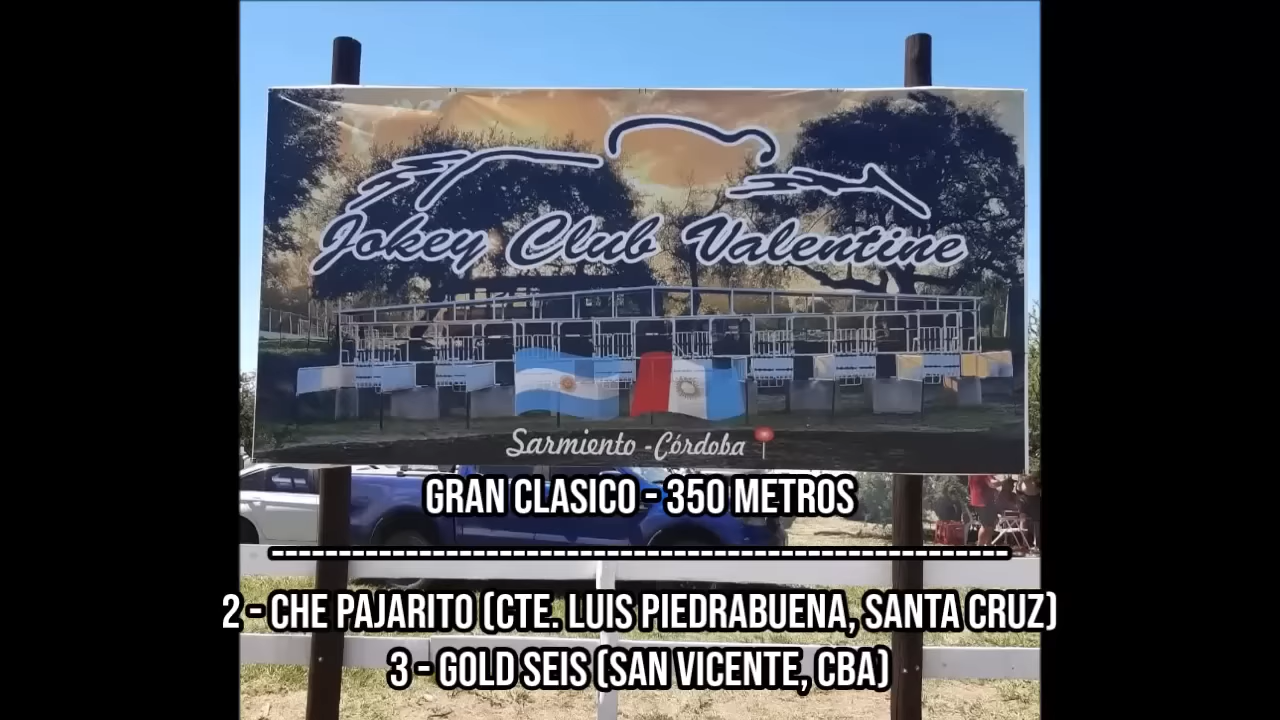 Jokey Club Valentine
Sarmiento - Córdoba
GRAN CLASICO - 350 METROS
-------------------------------------------------------
2 - CHE PAJARITO (CTE. LUIS PIEDRABUENA, SANTA CRUZ)
3 - GOLD SEIS (SAN VICENTE, CBA)